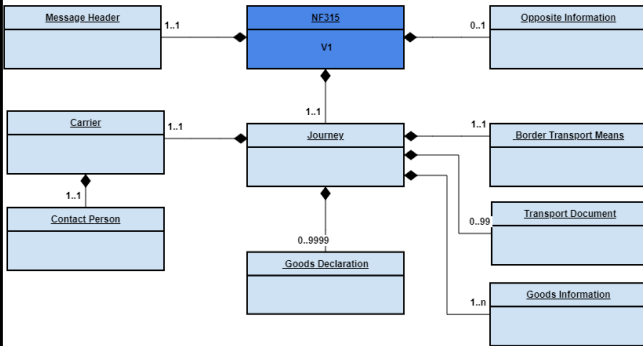 Message Header
1..1
NF315
V1
0..1
Opposite Information
1..1
Carrier
1..1
Journey
1..1
Border Transport Means
1..1
Contact Person
0..99
Transport Document
0..9999
Goods Declaration
1..n
Goods Information